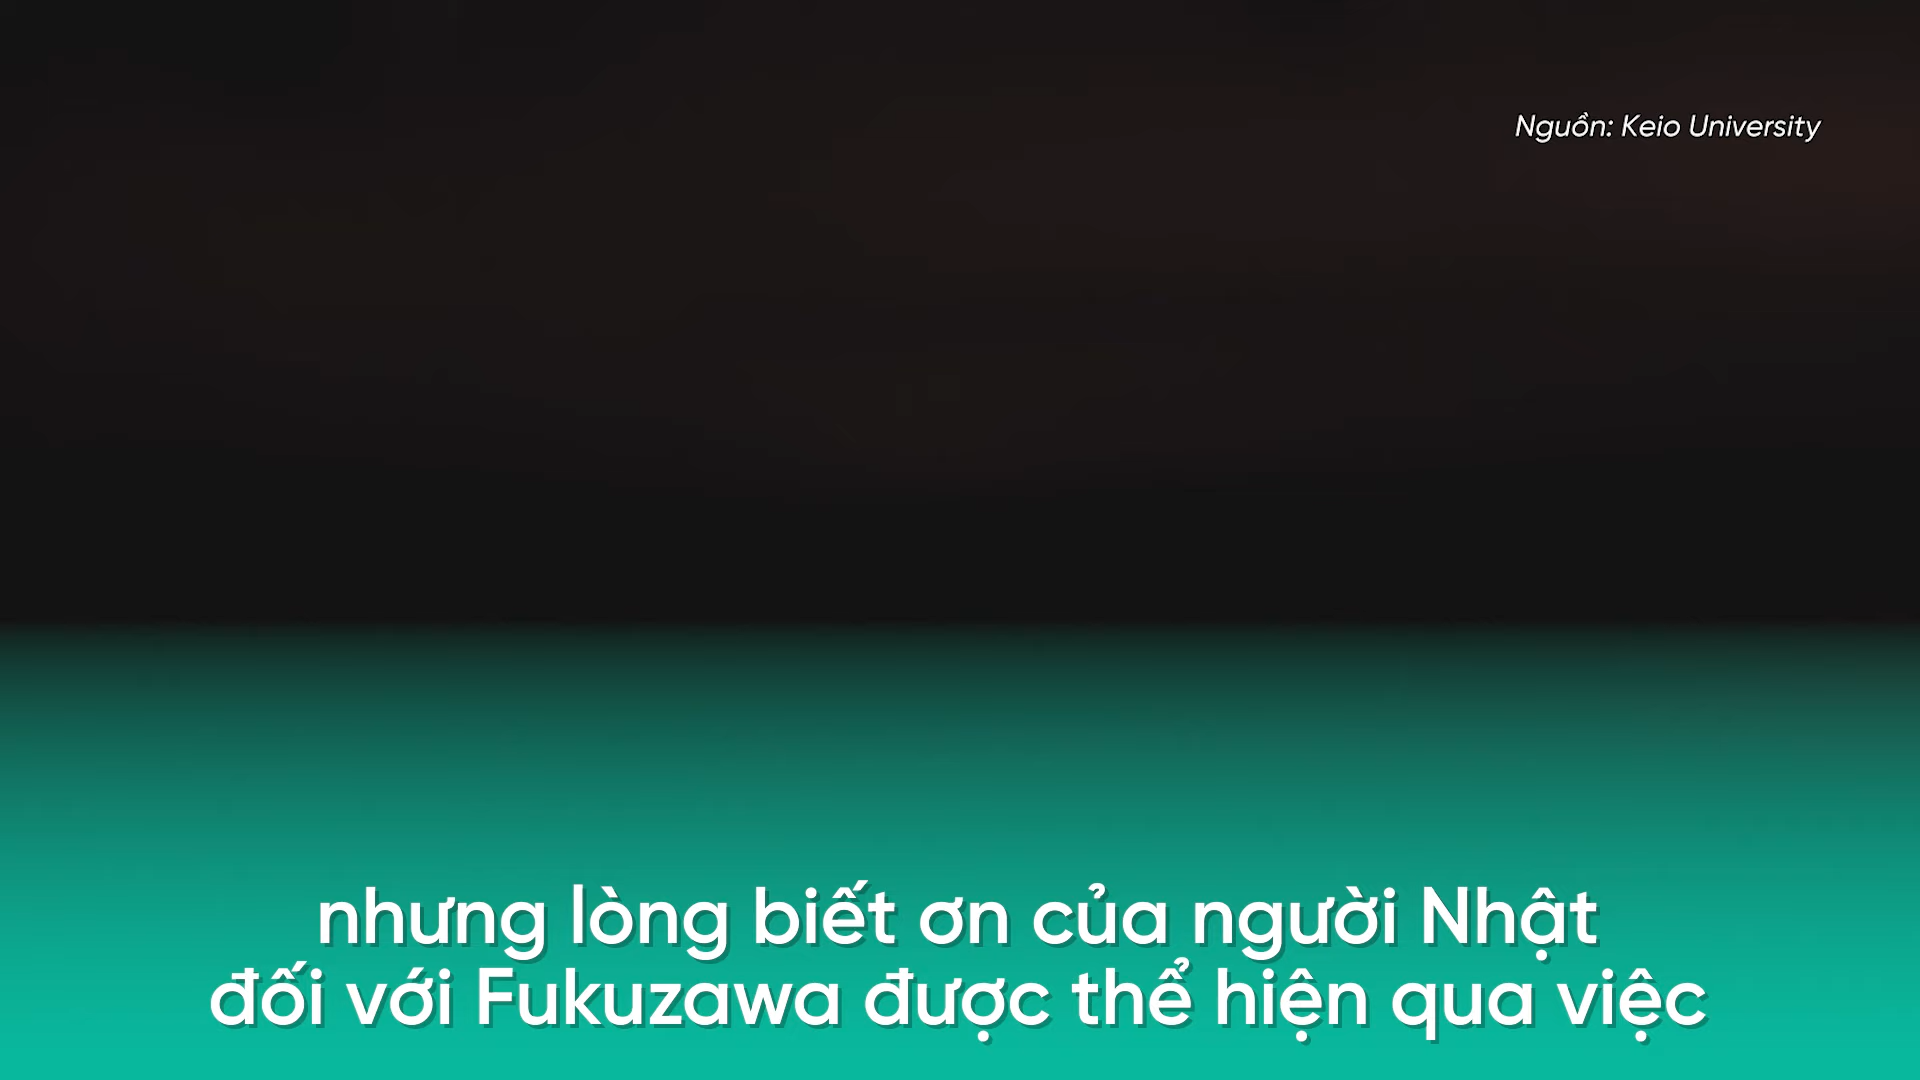 Nguồn: Keio University
nhưng lòng biết ơn của người Nhật
đối với Fukuzawa được thể hiện qua việc